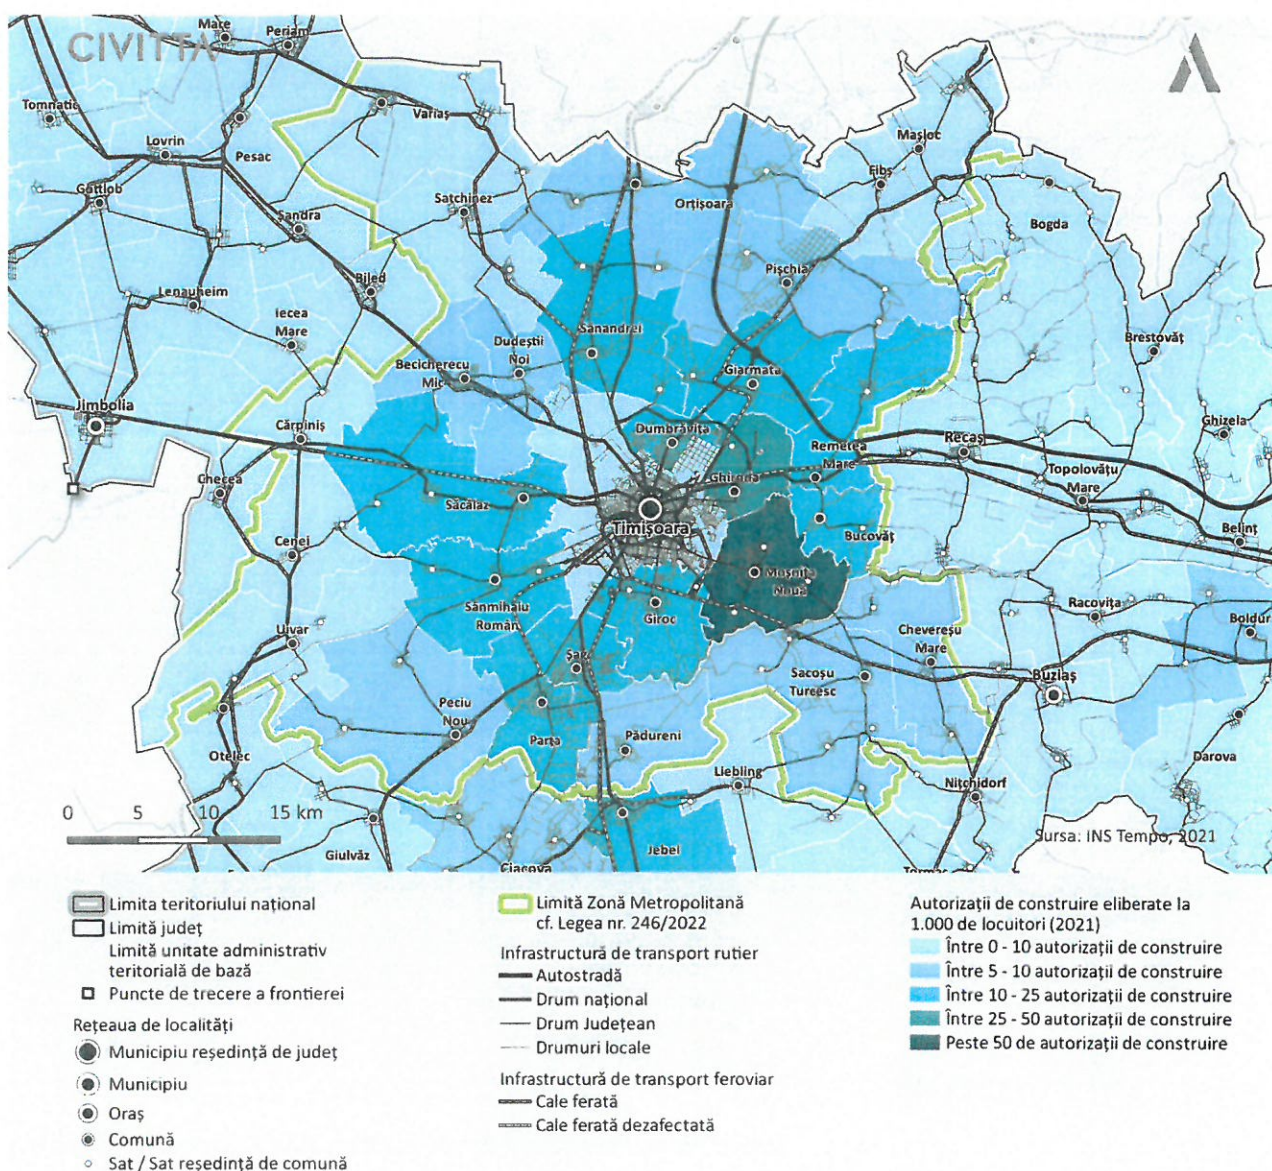 CIVITTA
Mare
Periam
Tomnatic
Variaș
Lovrin
Pesac
Mașloc
Gottlob
Fibiș
Satchinez
Sandra
Orțișoara
Bogda
Biled
Pișchia
Lenauheim
Iecea
Mare
Dudeștii
Noi
Sânandrei
Brestovăț
Becicherecu
Mic
Giarmata
Jimbolia
Cărpiniș
Dumbrăvița
Ghizela
Remetea
Mare
Recaș
Checea
Ghiroda
Topolovățu
Mare
Săcălaz
Timișoara
Bucovăț
Belinț
Cenei
Moșnița
Nouă
Sânmihaiu
Român
Giroc
Racovița
Boldur
Uivar
Chevereșu
Mare
Șag
Sacoșu
Turcesc
Buziaș
Peciu
Nou
Parța
Pădureni
Otelec
Darova
Liebling
Nițchidorf
0 5 10 15 km
Sursa: INS Tempo, 2021
Giulvăz
Jebel
Ciacova
Limita teritoriului național
Limită județ
Limită unitate administrativ
teritorială de bază
Puncte de trecere a frontierei
Rețeaua de localități
Municipiu reședință de județ
Municipiu
Oraș
Comună
Sat / Sat reședință de comună
Limită Zonă Metropolitană
cf. Legea nr. 246/2022
Infrastructură de transport rutier
Autostradă
Drum național
Drum Județean
Drumuri locale
Infrastructură de transport feroviar
Cale ferată
Cale ferată dezafectată
Autorizații de construire eliberate la
1.000 de locuitori (2021)
Între 0 - 10 autorizații de construire
Între 5 - 10 autorizații de construire
Între 10 - 25 autorizații de construire
Între 25 - 50 autorizații de construire
Peste 50 de autorizații de construire